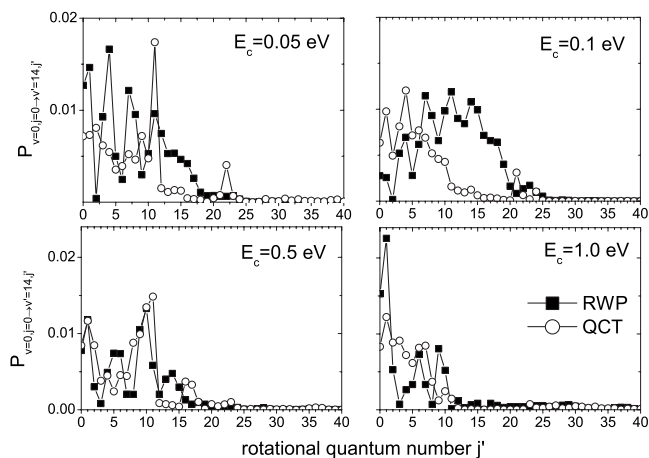 0.02
E_c=0.05 eV
E_c=0.1 eV
P_{v=0,j=0→v'=14,j'}
0.01
0 5 10 15 20 25 30 35 40
0 5 10 15 20 25 30 35 40
0.02
E_c=0.5 eV
E_c=1.0 eV
P_{v=0,j=0→v'=14,j'}
0.01
RWP
QCT
0.00
0 5 10 15 20 25 30 35 40
0 5 10 15 20 25 30 35 40
rotational quantum number j'